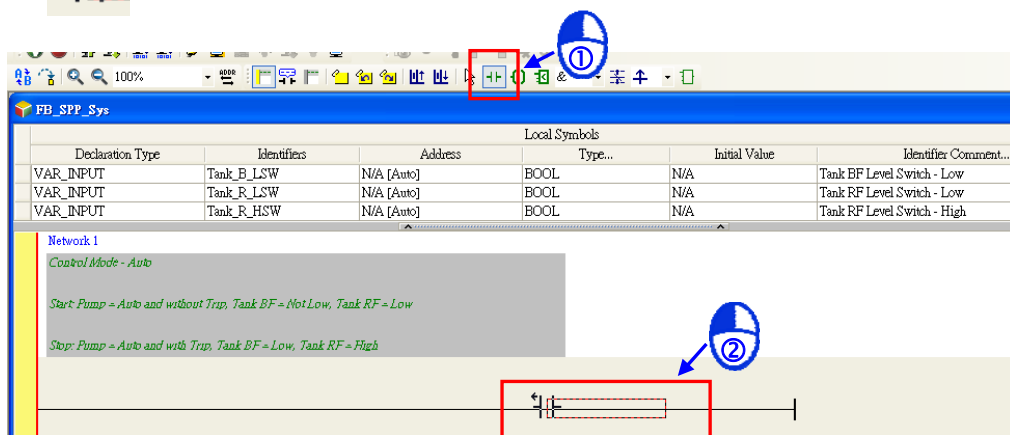 ①
100%
ADDR
&
FB_SPP_Sys
Local Symbols
Declaration Type Identifiers Address Type... Initial Value Identifier Comment...
VAR_INPUT Tank_B_LSW N/A [Auto] BOOL N/A Tank BF Level Switch - Low
VAR_INPUT Tank_R_LSW N/A [Auto] BOOL N/A Tank RF Level Switch - Low
VAR_INPUT Tank_R_HSW N/A [Auto] BOOL N/A Tank RF Level Switch - High
Network 1
Control Mode - Auto
Start: Pump = Auto and without Trip, Tank BF = Not Low, Tank RF = Low
Stop: Pump = Auto and with Trip, Tank BF = Low, Tank RF = High
②